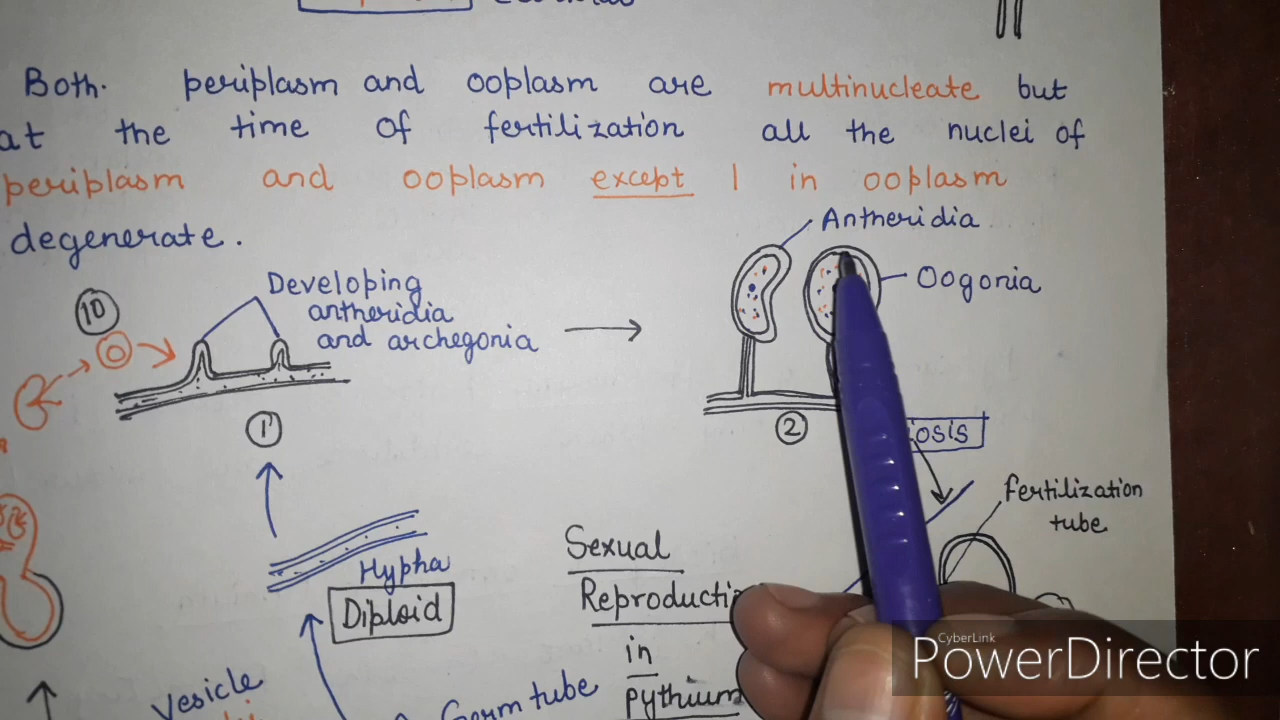 Both. periplasm and ooplasm are multinucleate but
at the time of fertilization all the nuclei of
periplasm and ooplasm except 1 in ooplasm
degenerate.
Antheridia
Oogonia
10
Developing
antheridia
and archegonia
1
2
osis
Fertilization
tube
Hypha
Diploid
Sexual
Reproducti
in
Pythium
Vesicle
Germ tube
CyberLink
PowerDirector